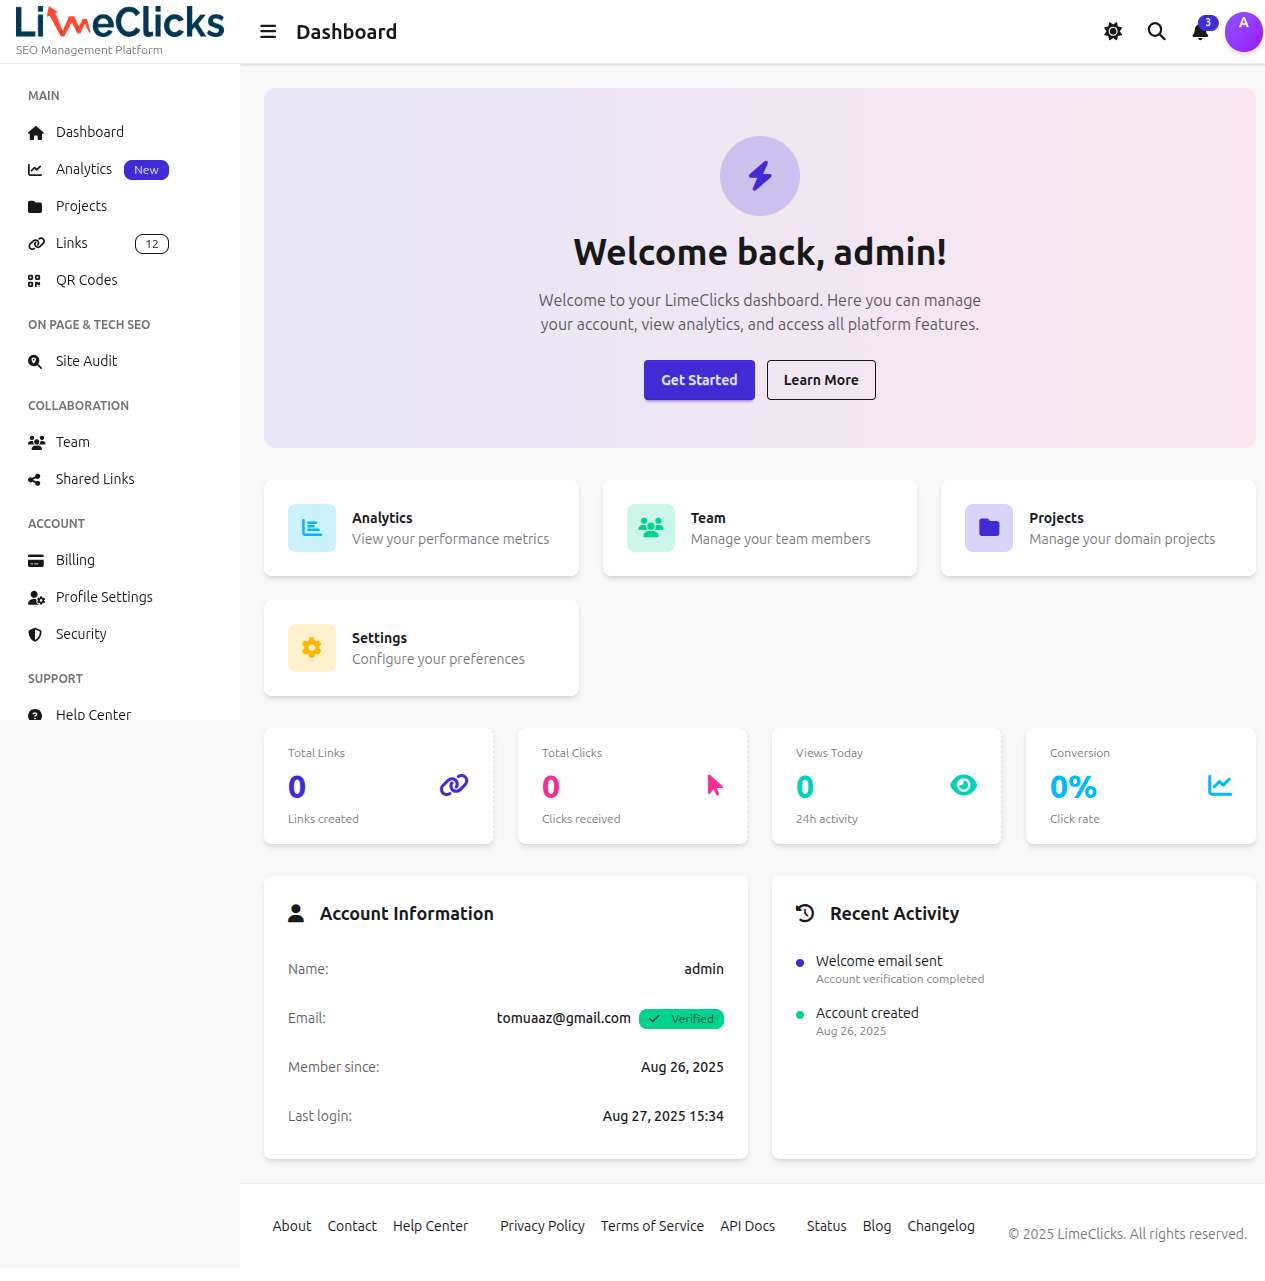 LimeClicks
SEO Management Platform
Dashboard
3
A
MAIN
Dashboard
Analytics New
Projects
Links 12
QR Codes
ON PAGE & TECH SEO
Site Audit
COLLABORATION
Team
Shared Links
ACCOUNT
Billing
Profile Settings
Security
SUPPORT
Help Center
Welcome back, admin!
Welcome to your LimeClicks dashboard. Here you can manage
your account, view analytics, and access all platform features.
Get Started
Learn More
Analytics
View your performance metrics
Team
Manage your team members
Projects
Manage your domain projects
Settings
Configure your preferences
Total Links
0
Links created
Total Clicks
0
Clicks received
Views Today
0
24h activity
Conversion
0%
Click rate
Account Information
Name: admin
Email: tomuaaz@gmail.com Verified
Member since: Aug 26, 2025
Last login: Aug 27, 2025 15:34
Recent Activity
Welcome email sent
Account verification completed
Account created
Aug 26, 2025
About Contact Help Center Privacy Policy Terms of Service API Docs Status Blog Changelog
© 2025 LimeClicks. All rights reserved.